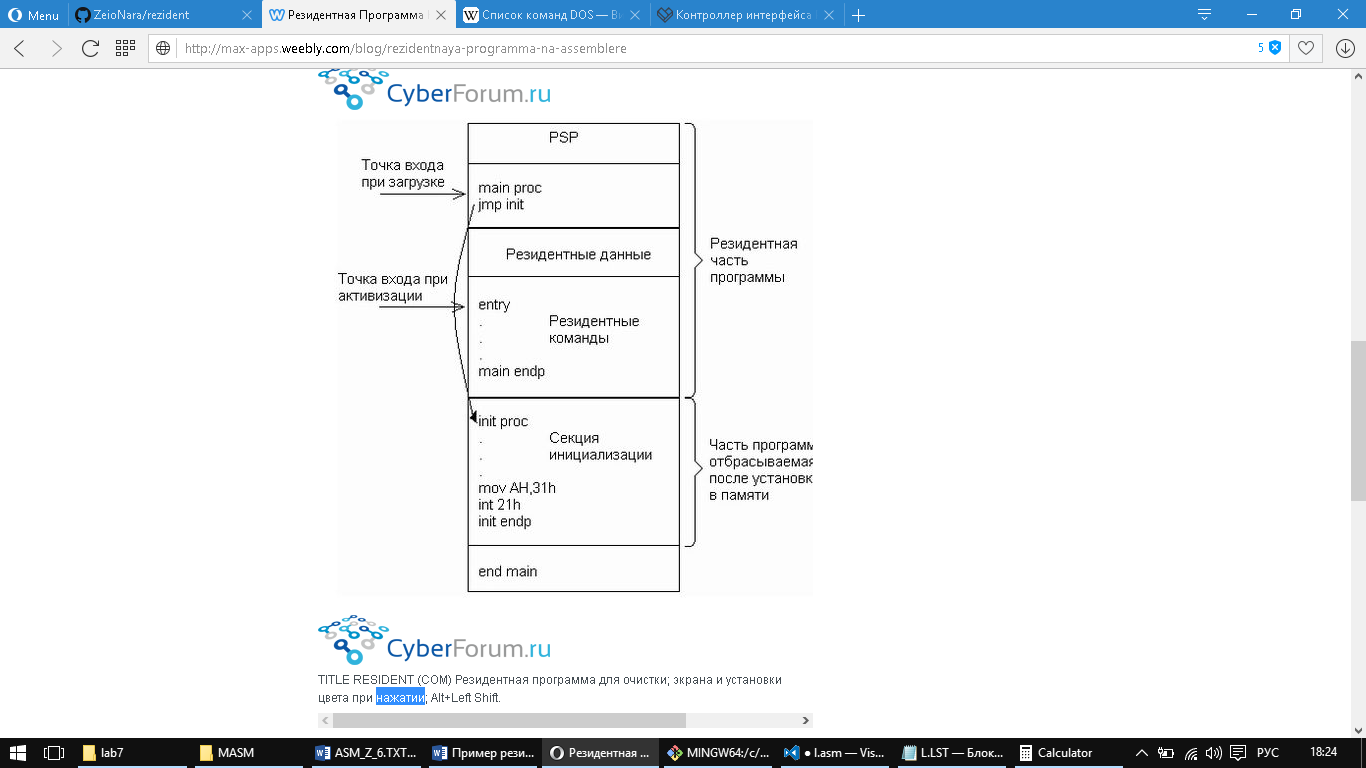 Menu
ZeioNara/rezident
Резидентная Программа
Список команд DOS — Ви
Контроллер интерфейса
http://max-apps.weebly.com/blog/rezidentnaya-programma-na-assemblere
5
CyberForum.ru
PSP
Точка входа
при загрузке
main proc
jmp init
Резидентные данные
Резидентная
часть
программы
Точка входа при
активизации
entry
.
Резидентные
команды
.
.
main endp
init proc
.
Секция
инициализации
.
.
mov AH,31h
int 21h
init endp
Часть программ
отбрасываемая
после установк
в памяти
end main
CyberForum.ru
TITLE RESIDENT (COM) Резидентная программа для очистки; экрана и установки
цвета при нажатии; Alt+Left Shift.
lab7
MASM
ASM_Z_6.TXT...
Пример рези...
Резидентная ...
MINGW64:/c/...
● l.asm — Vis...
L.LST — Блок...
Calculator
РУС
18:24